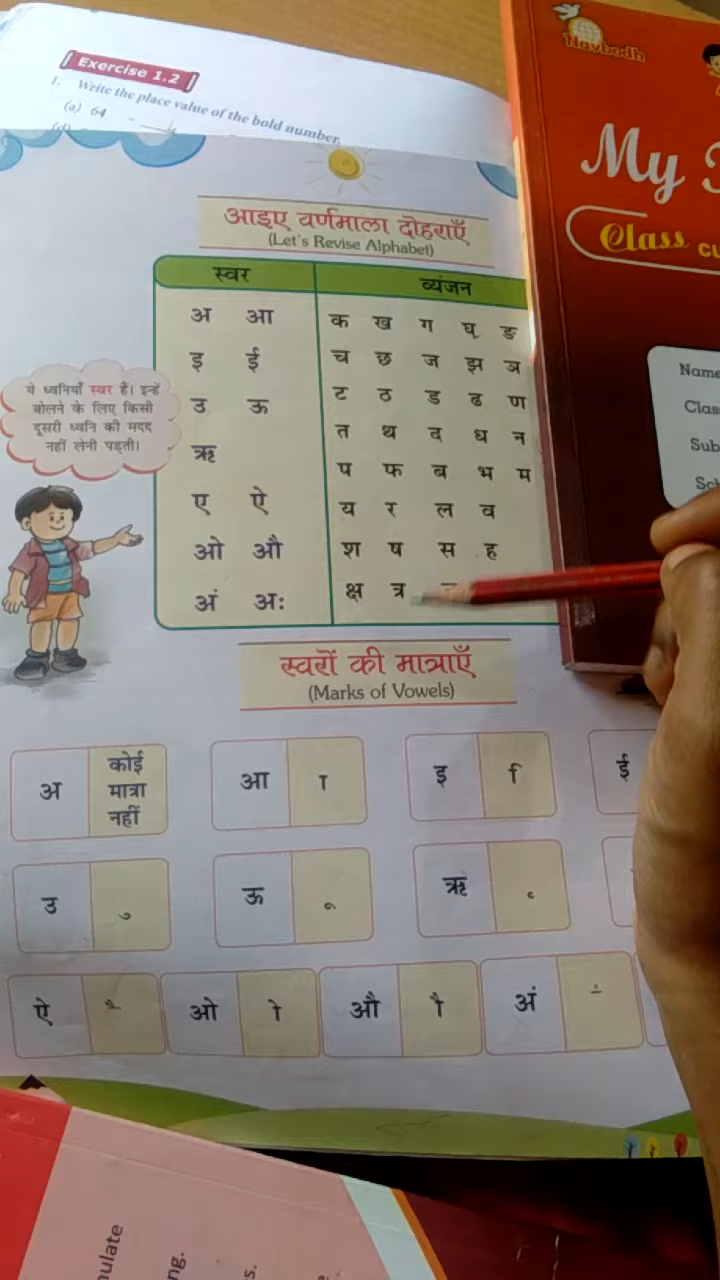 Exercise 1.2
1. Write the place value of the bold number.
(a) 64
Navbodh
My
Class
Name
Clas
Sub
Sch
आइए वर्णमाला दोहराएँ
(Let's Revise Alphabet)
स्वर व्यंजन
अ आ
इ ई
उ ऊ
ऋ
ए ऐ
ओ औ
अं अः
क ख ग घ ङ
च छ ज झ ञ
ट ठ ड ढ ण
त थ द ध न
प फ ब भ म
य र ल व
श ष स ह
क्ष त्र
ये ध्वनियाँ स्वर हैं। इन्हें
बोलने के लिए किसी
दूसरी ध्वनि की मदद
नहीं लेनी पड़ती।
स्वरों की मात्राएँ
(Marks of Vowels)
अ कोई
मात्रा
नहीं
आ ा
इ ि
ई
उ ु
ऊ ू
ऋ ृ
ऐ ै
ओ ो
औ ौ
अं ं
ulate
ng.
s.